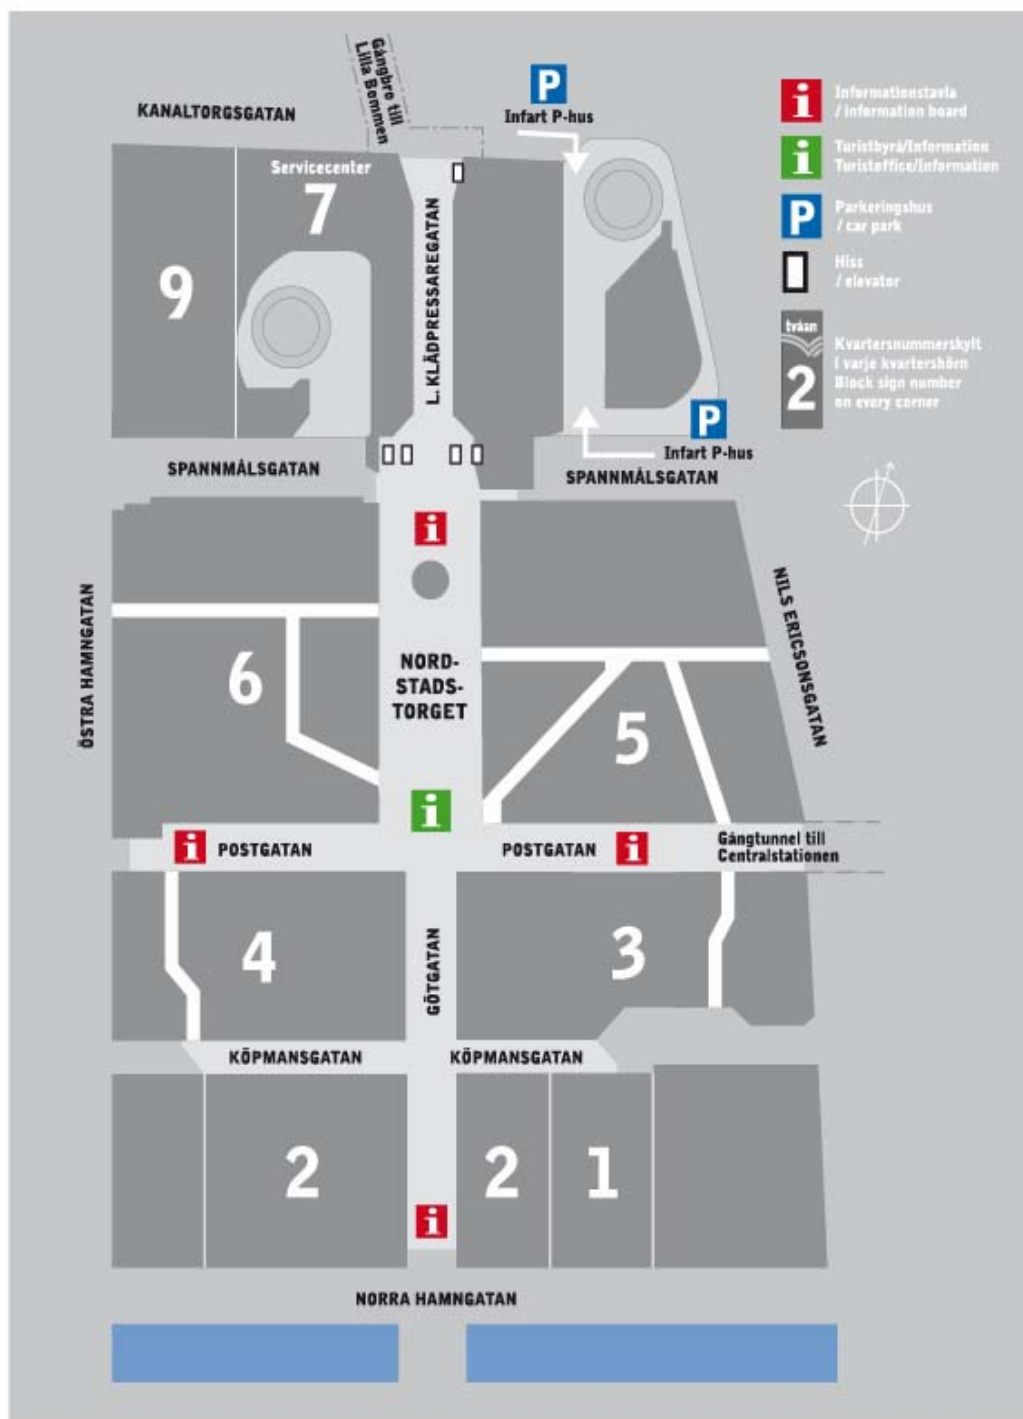 Gångbro till
Lilla Bommen
P
Infart P-hus
KANALTORGSGATAN
i
Informationstavla
/ information board
i
Turistbyrå/Information
Turistoffice/Information
P
Parkeringshus
/ car park
Hiss
/ elevator
tvåan
2
Kvartersnummerskylt
i varje kvartershörn
Block sign number
on every corner
Servicecenter
7
9
L. KLÄDPRESSAREGATAN
P
Infart P-hus
SPANNMÅLSGATAN
SPANNMÅLSGATAN
i
ÖSTRA HAMNGATAN
NILS ERICSONSGATAN
6
NORD-
STADS-
TORGET
5
i
i
POSTGATAN
POSTGATAN
i
Gångtunnel till
Centralstationen
4
GÖTGATAN
3
KÖPMANSGATAN
KÖPMANSGATAN
2
2
1
i
NORRA HAMNGATAN